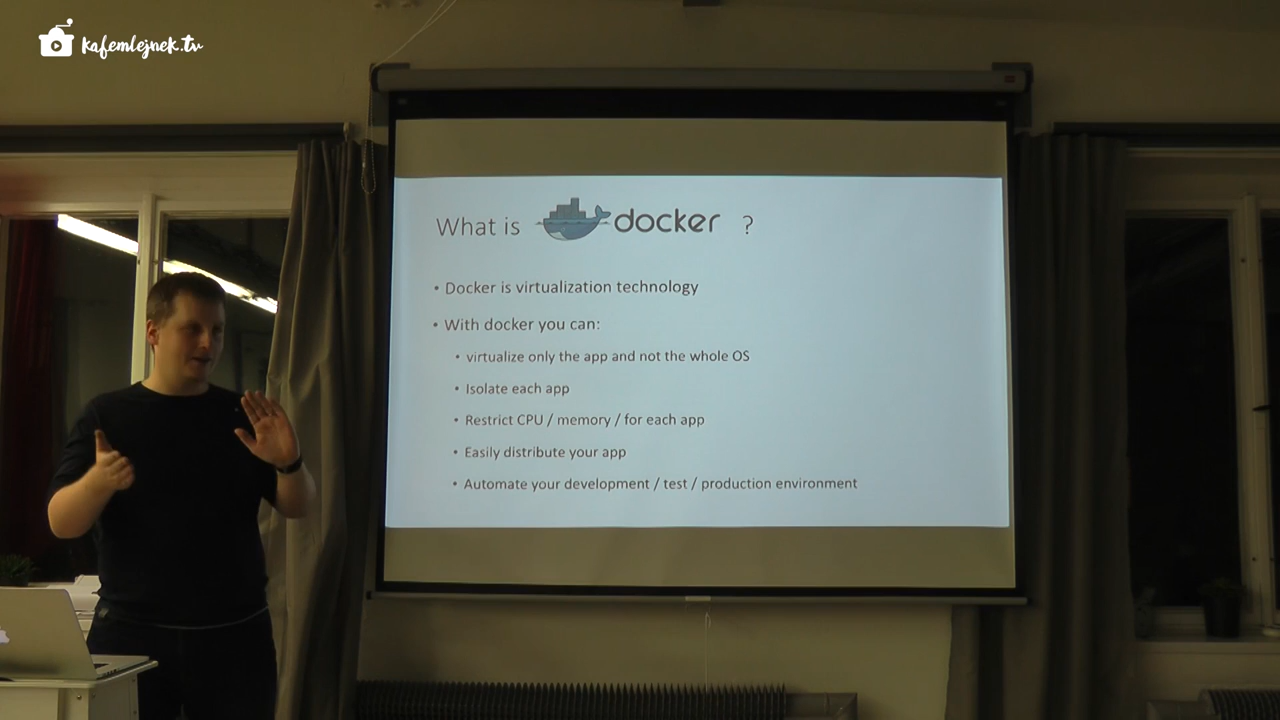 kafemlejnek.tv
What is docker ?
• Docker is virtualization technology
• With docker you can:
• virtualize only the app and not the whole OS
• Isolate each app
• Restrict CPU / memory / for each app
• Easily distribute your app
• Automate your development / test / production environment